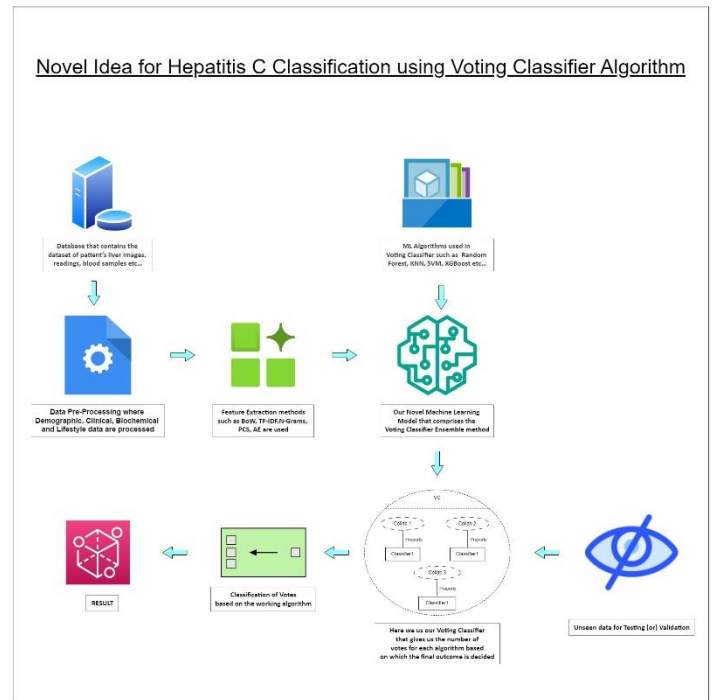 Novel Idea for Hepatitis C Classification using Voting Classifier Algorithm
Database that contains the
dataset of patient's liver images,
readings, blood samples etc...
ML Algorithms used in
Voting Classifier such as Random
Forest, KNN, SVM, XGBoost etc...
Data Pre-Processing where
Demographic, Clinical, Biochemical
and Lifestyle data are processed
Feature Extraction methods
such as BoW, TF-IDF,N-Grams,
PCS, AE are used
Our Novel Machine Learning
Model that comprises the
Voting Classifier Ensemble method
VC
Colab 1
Colab 2
Property
Property
Classifier1
Classifier1
Colab 3
Property
Classifier1
RESULT
Classification of Votes
based on the working algorithm
Here we us our Voting Classifier
that gives us the number of
votes for each algorithm based
on which the final outcome is decided
Unseen data for Testing (or) Validation